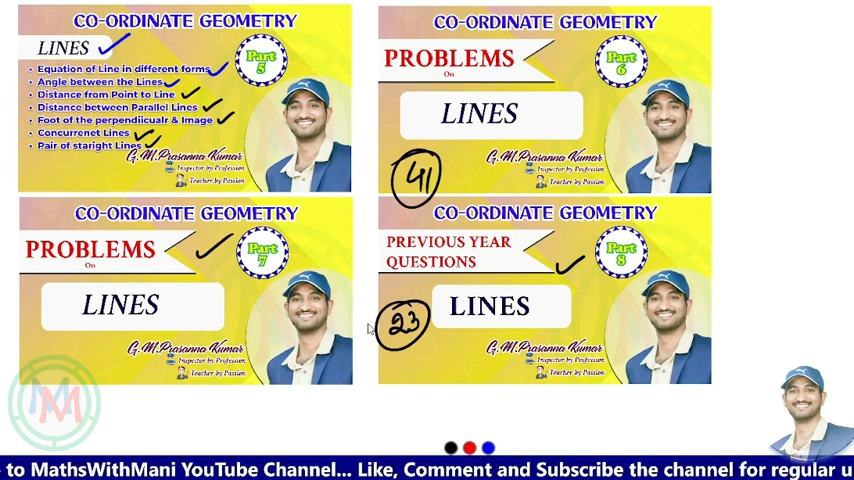 CO-ORDINATE GEOMETRY
LINES
Part
5
• Equation of Line in different forms
• Angle between the Lines
• Distance from Point to Line
• Distance between Parallel Lines
• Foot of the perpendiicualr & Image
• Concurrenet Lines
• Pair of staright Lines
G.M.Prasanna Kumar
Inspector by Profession
Teacher by Passion
CO-ORDINATE GEOMETRY
PROBLEMS
On
Part
6
LINES
41
G.M.Prasanna Kumar
Inspector by Profession
Teacher by Passion
CO-ORDINATE GEOMETRY
PROBLEMS
On
Part
7
LINES
G.M.Prasanna Kumar
Inspector by Profession
Teacher by Passion
CO-ORDINATE GEOMETRY
PREVIOUS YEAR
QUESTIONS
Part
8
LINES
23
G.M.Prasanna Kumar
Inspector by Profession
Teacher by Passion
MM
to MathsWithMani YouTube Channel... Like, Comment and Subscribe the channel for regular u